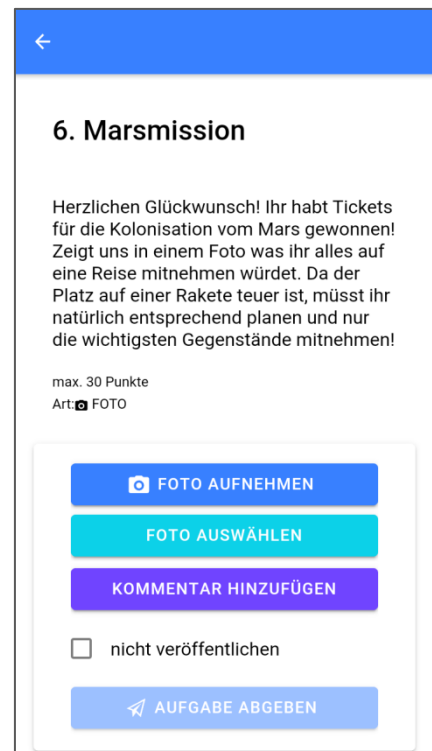 6. Marsmission
Herzlichen Glückwunsch! Ihr habt Tickets
für die Kolonisation vom Mars gewonnen!
Zeigt uns in einem Foto was ihr alles auf
eine Reise mitnehmen würdet. Da der
Platz auf einer Rakete teuer ist, müsst ihr
natürlich entsprechend planen und nur
die wichtigsten Gegenstände mitnehmen!
max. 30 Punkte
Art: FOTO
FOTO AUFNEHMEN
FOTO AUSWÄHLEN
KOMMENTAR HINZUFÜGEN
nicht veröffentlichen
AUFGABE ABGEBEN